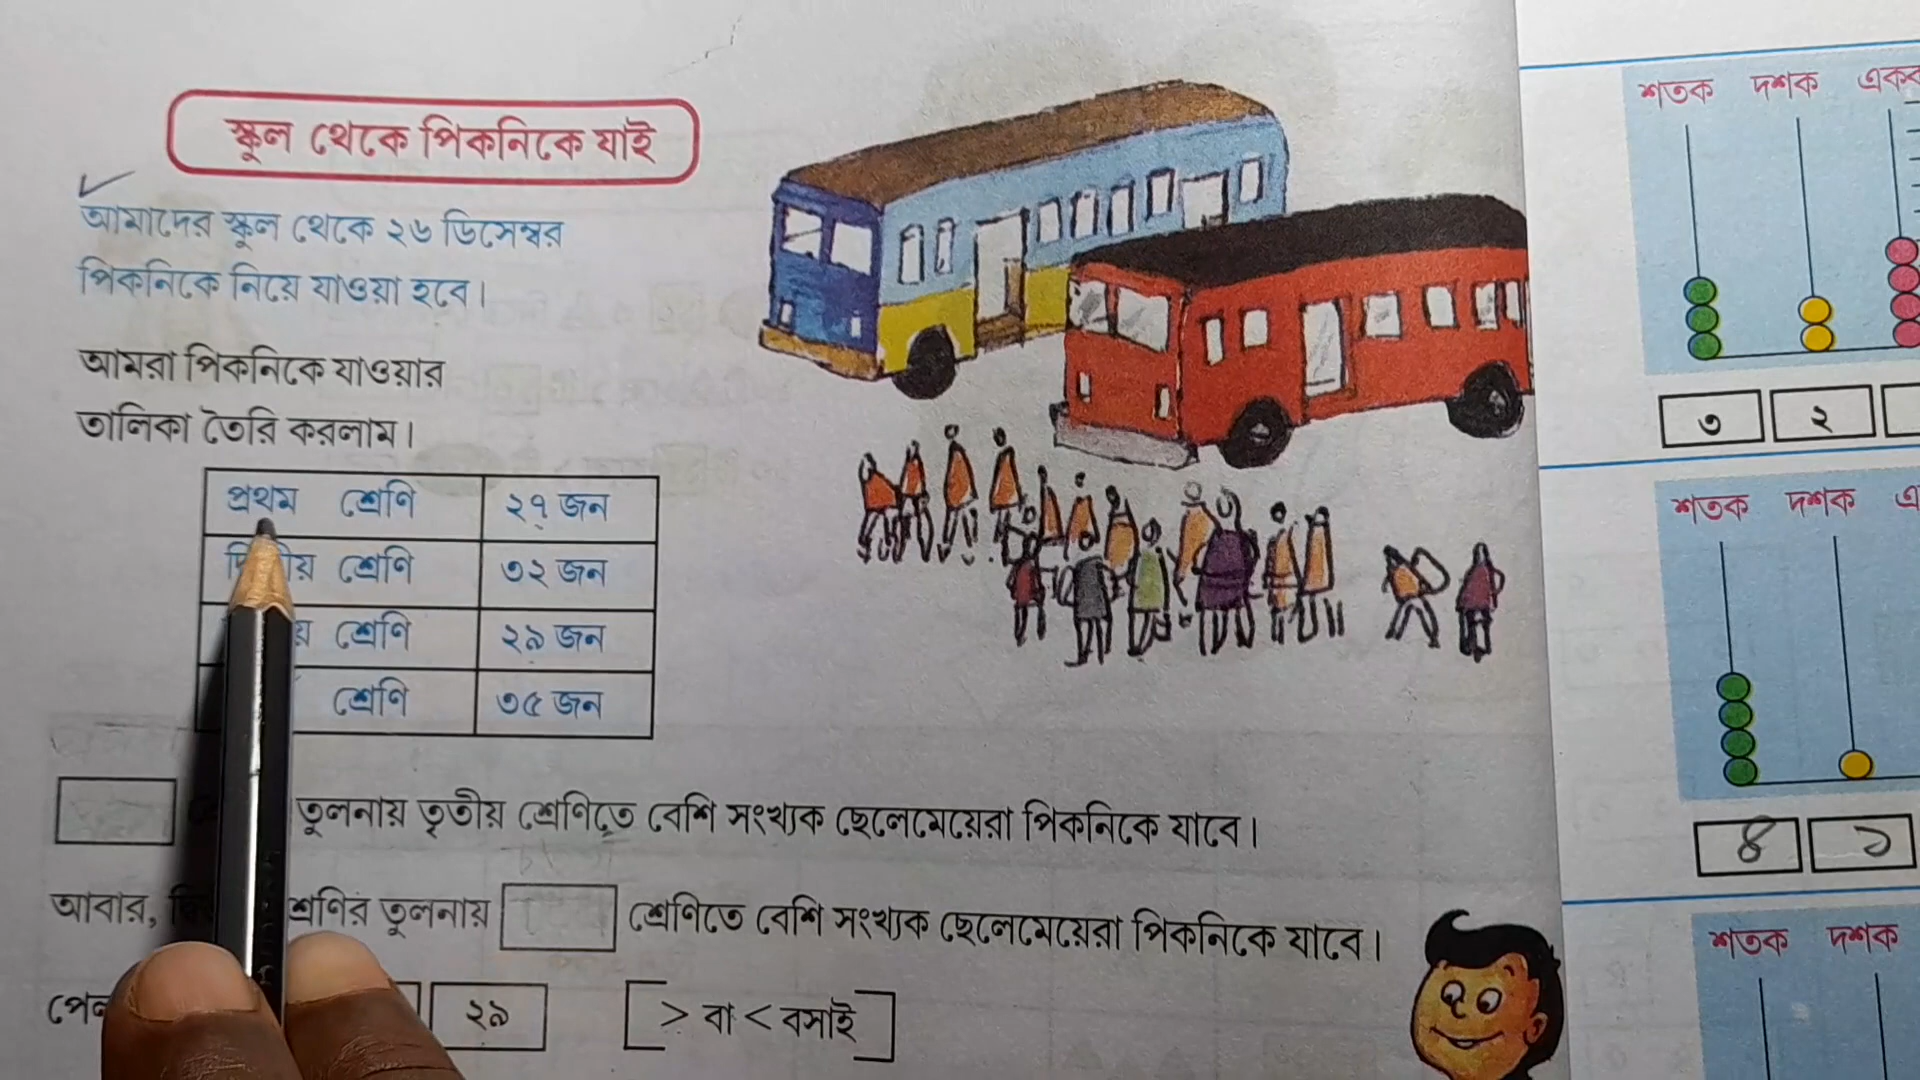 স্কুল থেকে পিকনিকে যাই
আমাদের স্কুল থেকে ২৬ ডিসেম্বর
পিকনিকে নিয়ে যাওয়া হবে।
আমরা পিকনিকে যাওয়ার
তালিকা তৈরি করলাম।
প্রথম শ্রেণি ২৭ জন
শ্রেণি ৩২ জন
শ্রেণি ২৯ জন
শ্রেণি ৩৫ জন
তুলনায় তৃতীয় শ্রেণিতে বেশি সংখ্যক ছেলেমেয়েরা পিকনিকে যাবে।
আবার, শ্রেণির তুলনায় শ্রেণিতে বেশি সংখ্যক ছেলেমেয়েরা পিকনিকে যাবে।
২৯ [> বা < বসাই]
শতক দশক
৩ ২
শতক দশক
৪ ১
শতক দশক